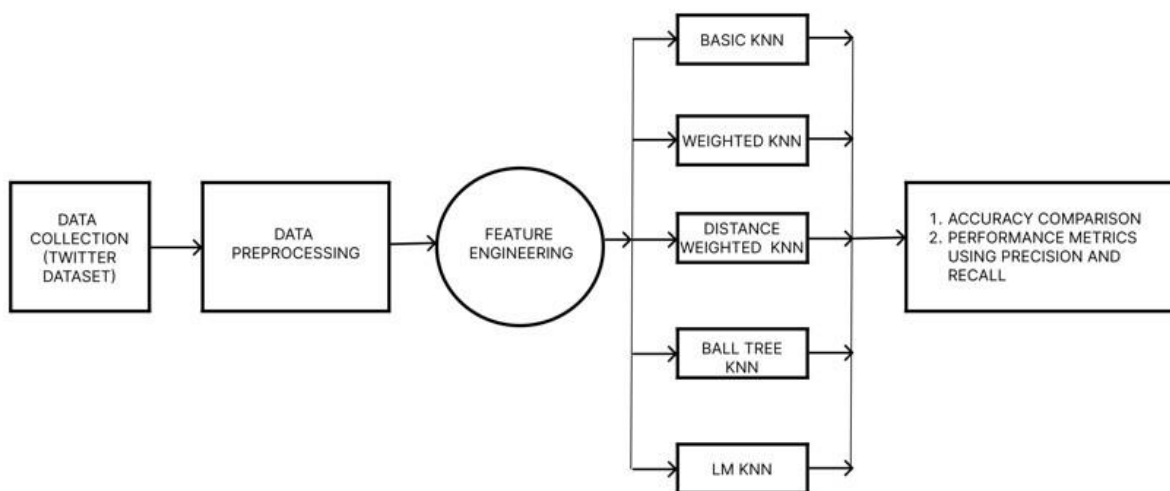 DATA
COLLECTION
(TWITTER
DATASET)
DATA
PREPROCESSING
FEATURE
ENGINEERING
BASIC KNN
WEIGHTED KNN
DISTANCE
WEIGHTED KNN
BALL TREE
KNN
LM KNN
1. ACCURACY COMPARISON
2. PERFORMANCE METRICS
USING PRECISION AND
RECALL